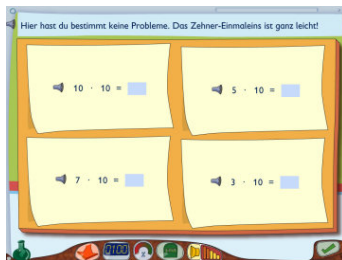 Hier hast du bestimmt keine Probleme. Das Zehner-Einmaleins ist ganz leicht!
10 · 10 =
5 · 10 =
7 · 10 =
3 · 10 =